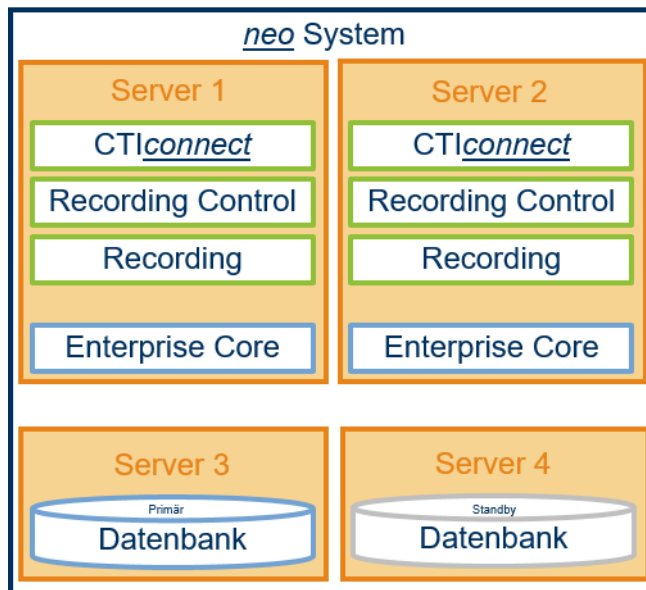 neo System
Server 1
CTIconnect
Recording Control
Recording
Enterprise Core
Server 2
CTIconnect
Recording Control
Recording
Enterprise Core
Server 3
Primär
Datenbank
Server 4
Standby
Datenbank